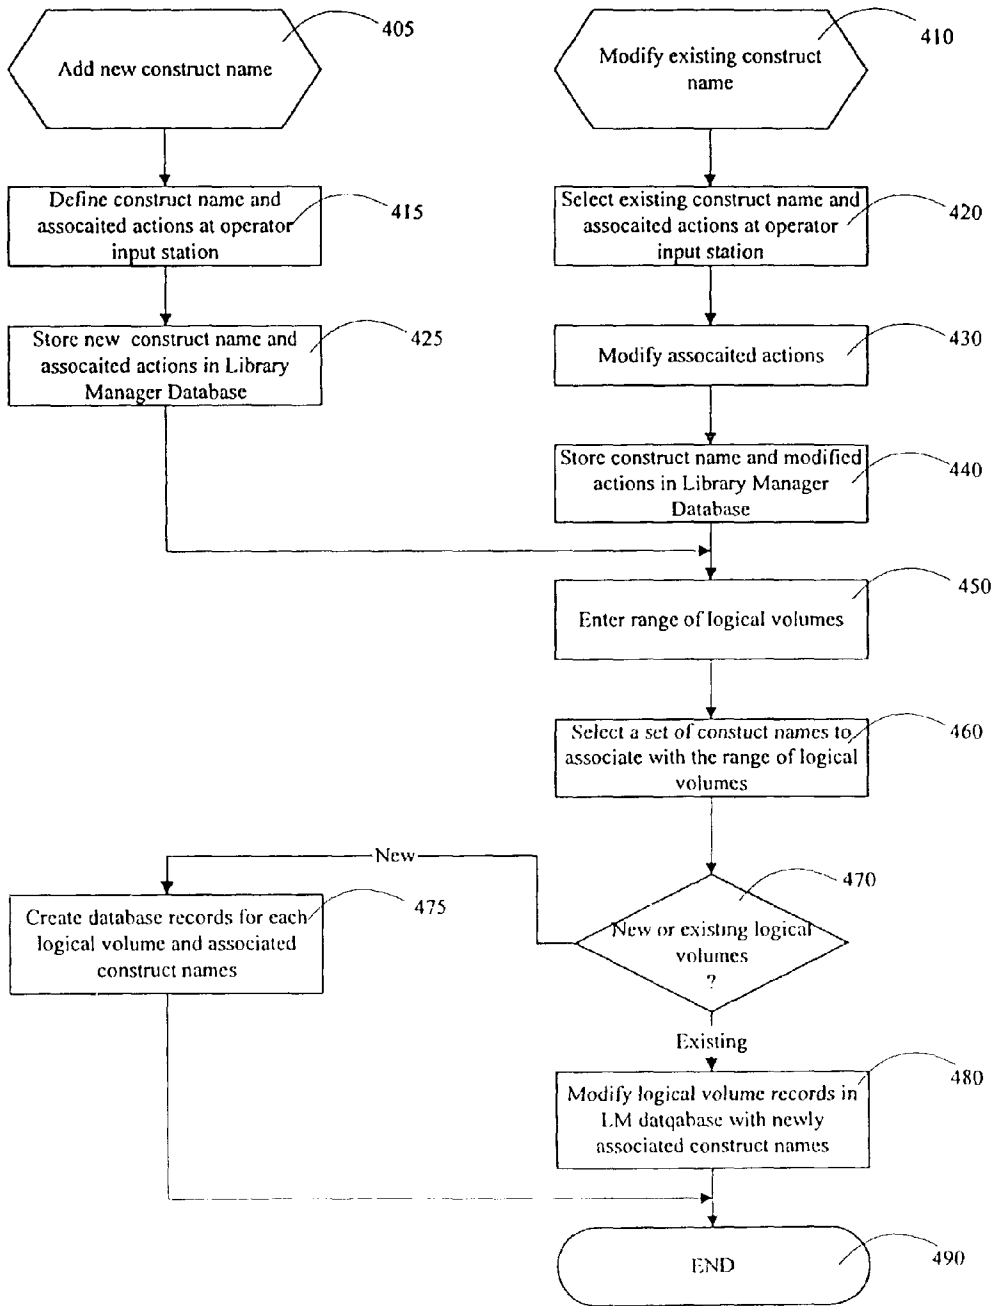 405
Add new construct name
410
Modify existing construct
name
Define construct name and
assocaited actions at operator
input station
415
Select existing construct name and
assocaited actions at operator
input station
420
Store new construct name and
assocaited actions in Library
Manager Database
425
Modify assocaited actions
430
Store construct name and modified
actions in Library Manager
Database
440
450
Enter range of logical volumes
Select a set of constuct names to
associate with the range of logical
volumes
460
New
470
New or existing logical
volumes
?
Create database records for each
logical volume and associated
construct names
475
Existing
Modify logical volume records in
LM datqabase with newly
associated construct names
480
END
490